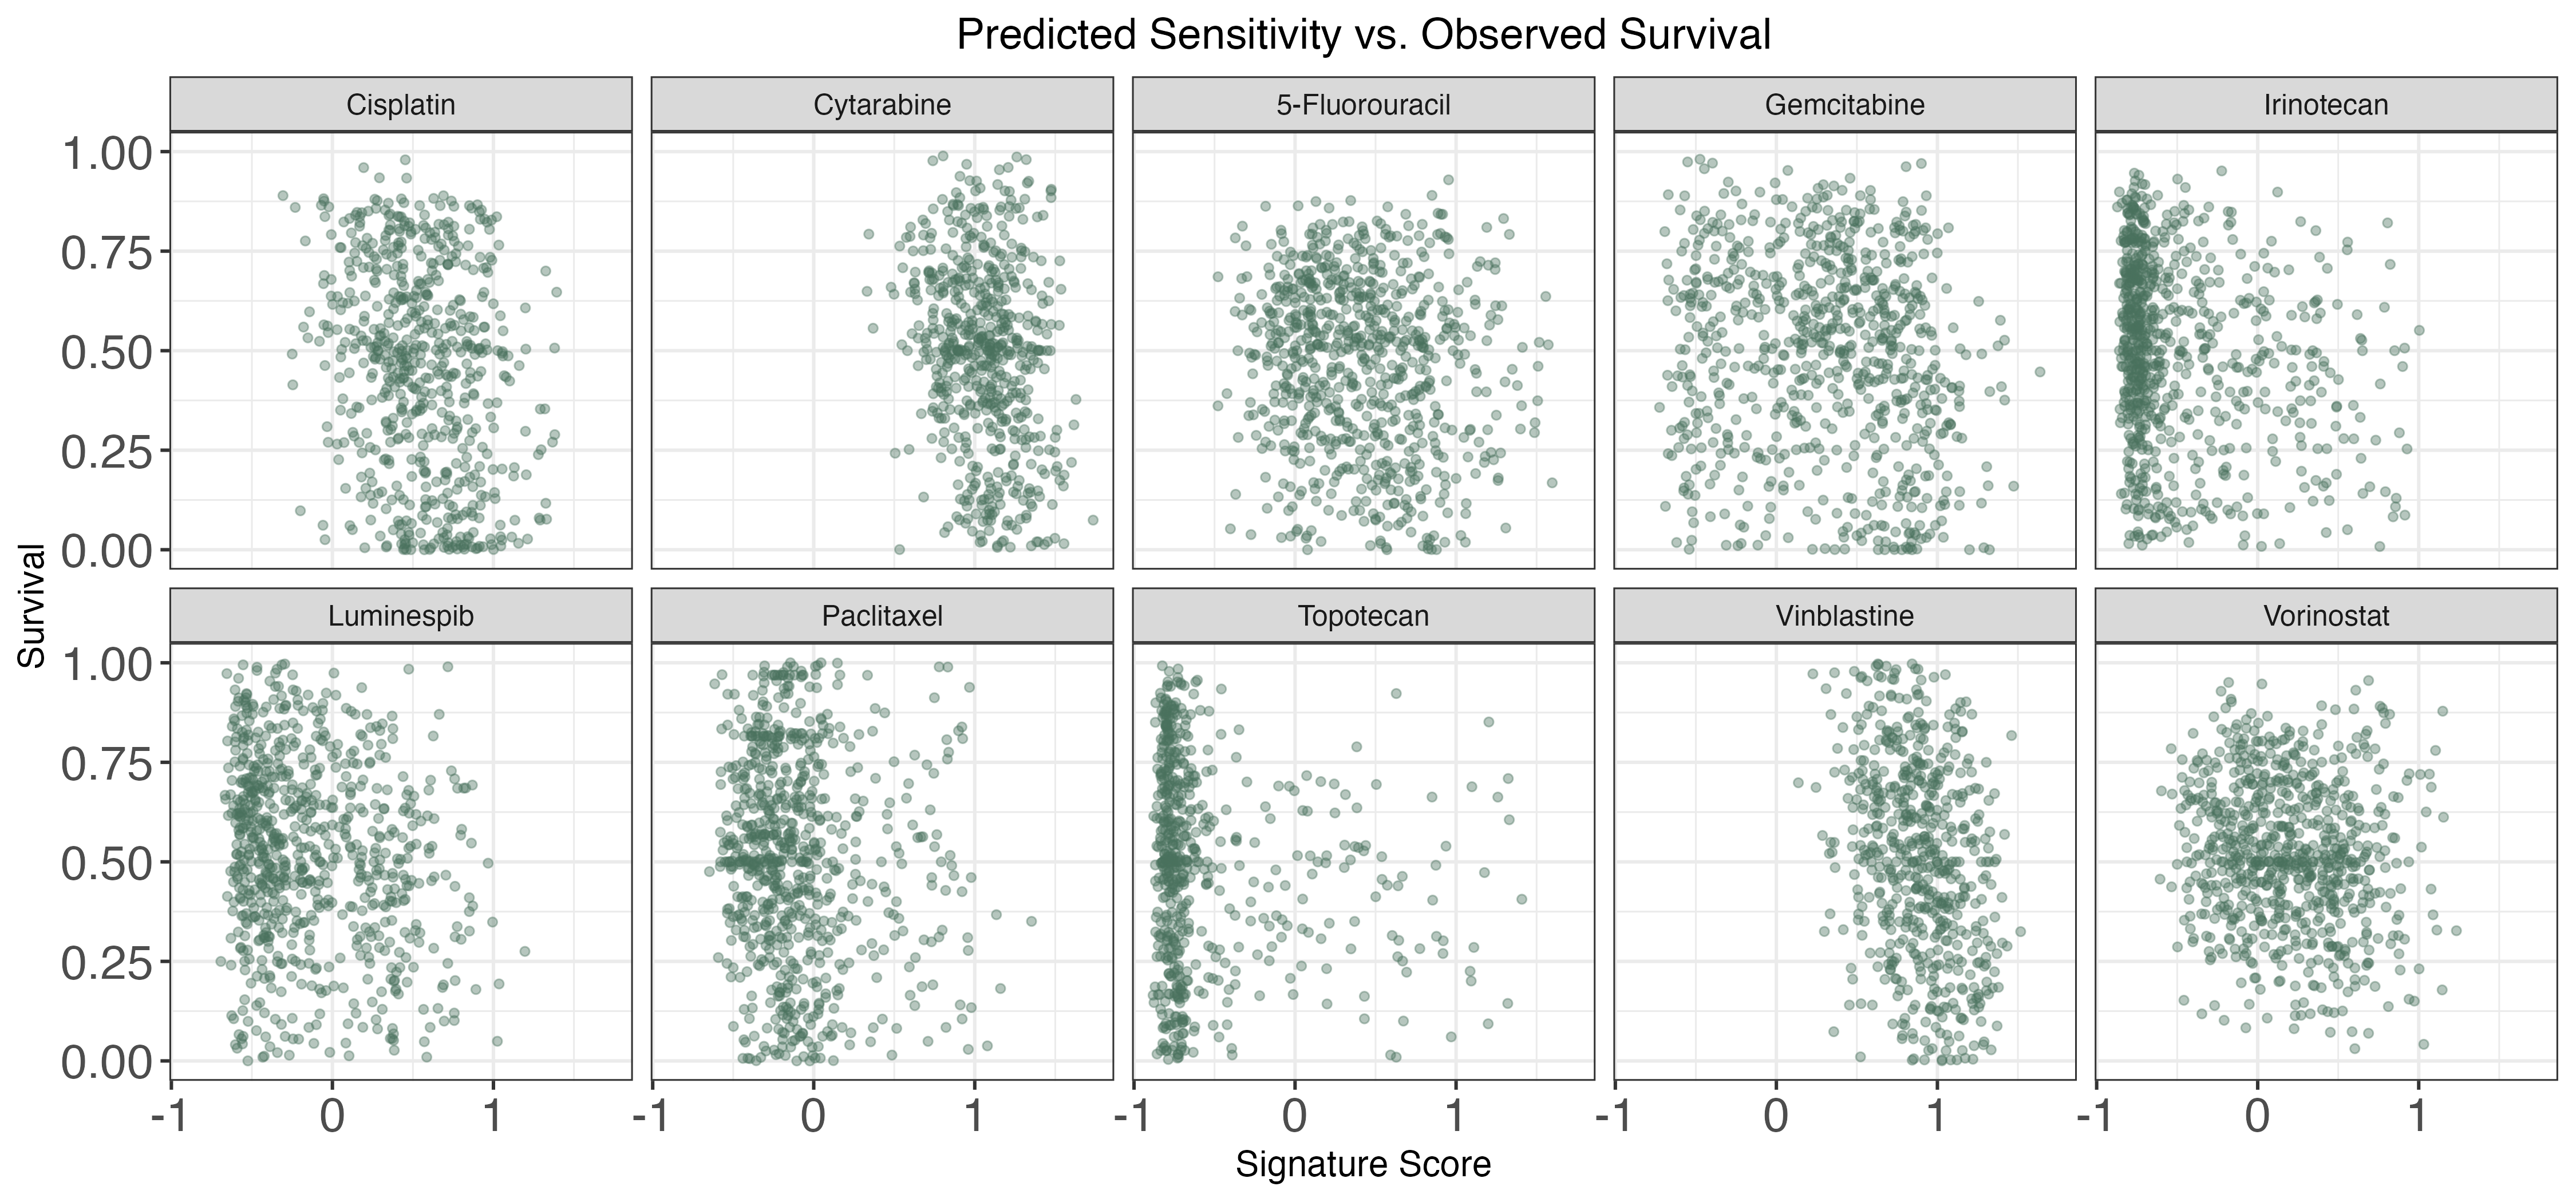 Predicted Sensitivity vs. Observed Survival
Cisplatin
Cytarabine
5-Fluorouracil
Gemcitabine
Irinotecan
1.00
0.75
0.50
0.25
0.00
Survival
Luminespib
Paclitaxel
Topotecan
Vinblastine
Vorinostat
1.00
0.75
0.50
0.25
0.00
-1 0 1 -1 0 1 -1 0 1 -1 0 1 -1 0 1
Signature Score